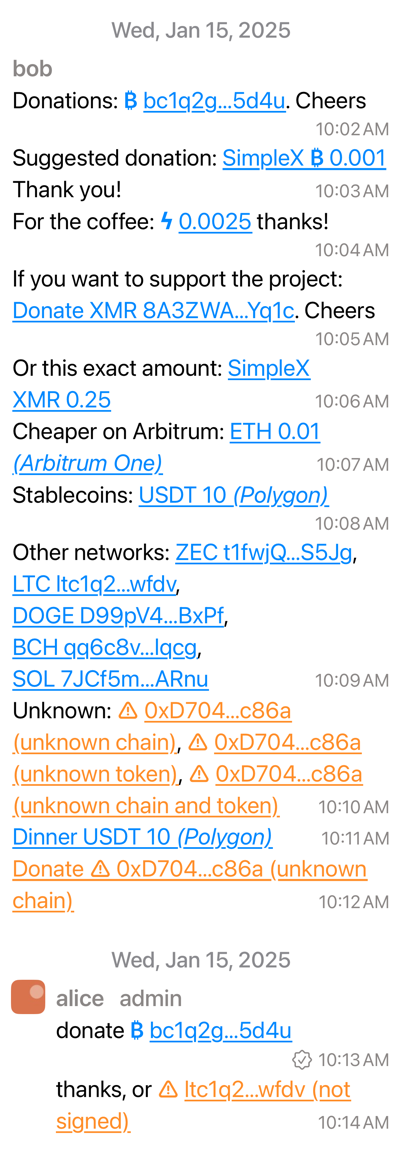 Wed, Jan 15, 2025
bob
Donations: ₿ bc1q2g...5d4u. Cheers
10:02 AM
Suggested donation: SimpleX ₿ 0.001
Thank you! 10:03 AM
For the coffee: ϟ 0.0025 thanks!
10:04 AM
If you want to support the project:
Donate XMR 8A3ZWA...Yq1c. Cheers
10:05 AM
Or this exact amount: SimpleX
XMR 0.25 10:06 AM
Cheaper on Arbitrum: ETH 0.01
(Arbitrum One) 10:07 AM
Stablecoins: USDT 10 (Polygon)
10:08 AM
Other networks: ZEC t1fwjQ...S5Jg,
LTC ltc1q2...wfdv,
DOGE D99pV4...BxPf,
BCH qq6c8v...lqcg,
SOL 7JCf5m...ARnu 10:09 AM
Unknown: ⚠ 0xD704...c86a
(unknown chain), ⚠ 0xD704...c86a
(unknown token), ⚠ 0xD704...c86a
(unknown chain and token) 10:10 AM
Dinner USDT 10 (Polygon) 10:11 AM
Donate ⚠ 0xD704...c86a (unknown
chain) 10:12 AM
Wed, Jan 15, 2025
alice admin
donate ₿ bc1q2g...5d4u
10:13 AM
thanks, or ⚠ ltc1q2...wfdv (not
signed) 10:14 AM